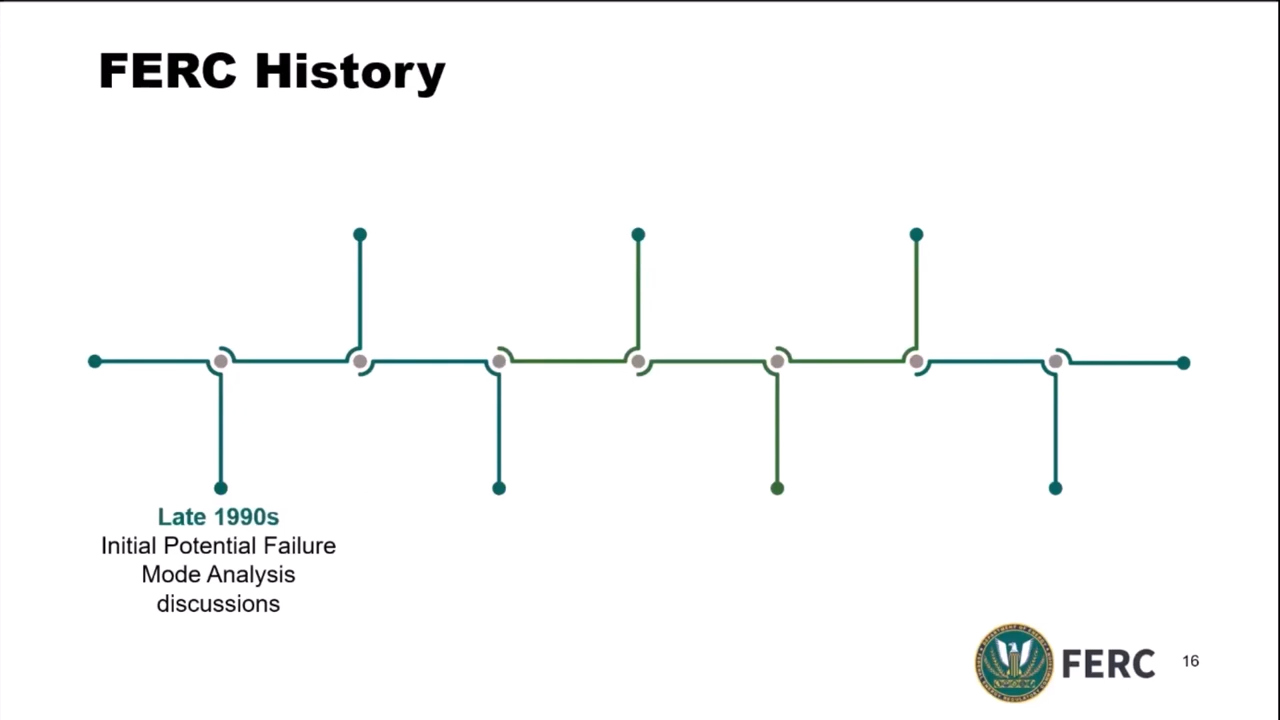 FERC History
Late 1990s
Initial Potential Failure
Mode Analysis
discussions
FERC
16